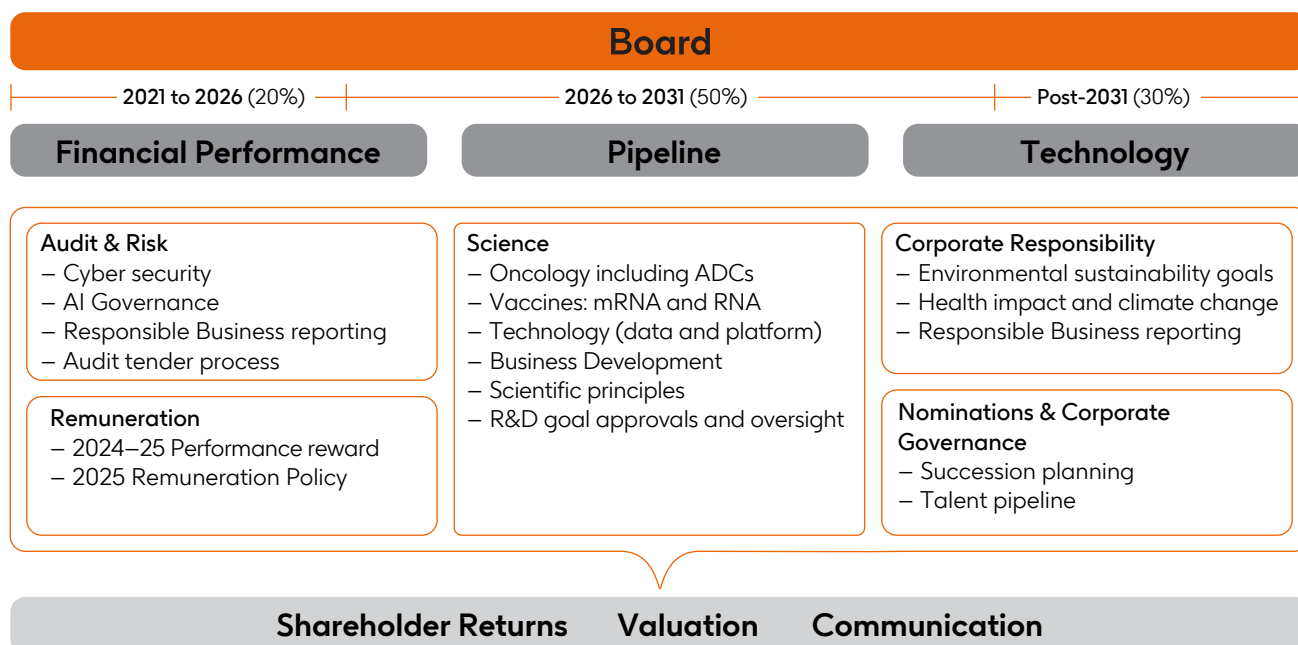 Board
2021 to 2026 (20%)
2026 to 2031 (50%)
Post-2031 (30%)
Financial Performance
Pipeline
Technology
Audit & Risk
– Cyber security
– AI Governance
– Responsible Business reporting
– Audit tender process
Remuneration
– 2024–25 Performance reward
– 2025 Remuneration Policy
Science
– Oncology including ADCs
– Vaccines: mRNA and RNA
– Technology (data and platform)
– Business Development
– Scientific principles
– R&D goal approvals and oversight
Corporate Responsibility
– Environmental sustainability goals
– Health impact and climate change
– Responsible Business reporting
Nominations & Corporate
Governance
– Succession planning
– Talent pipeline
Shareholder Returns Valuation Communication